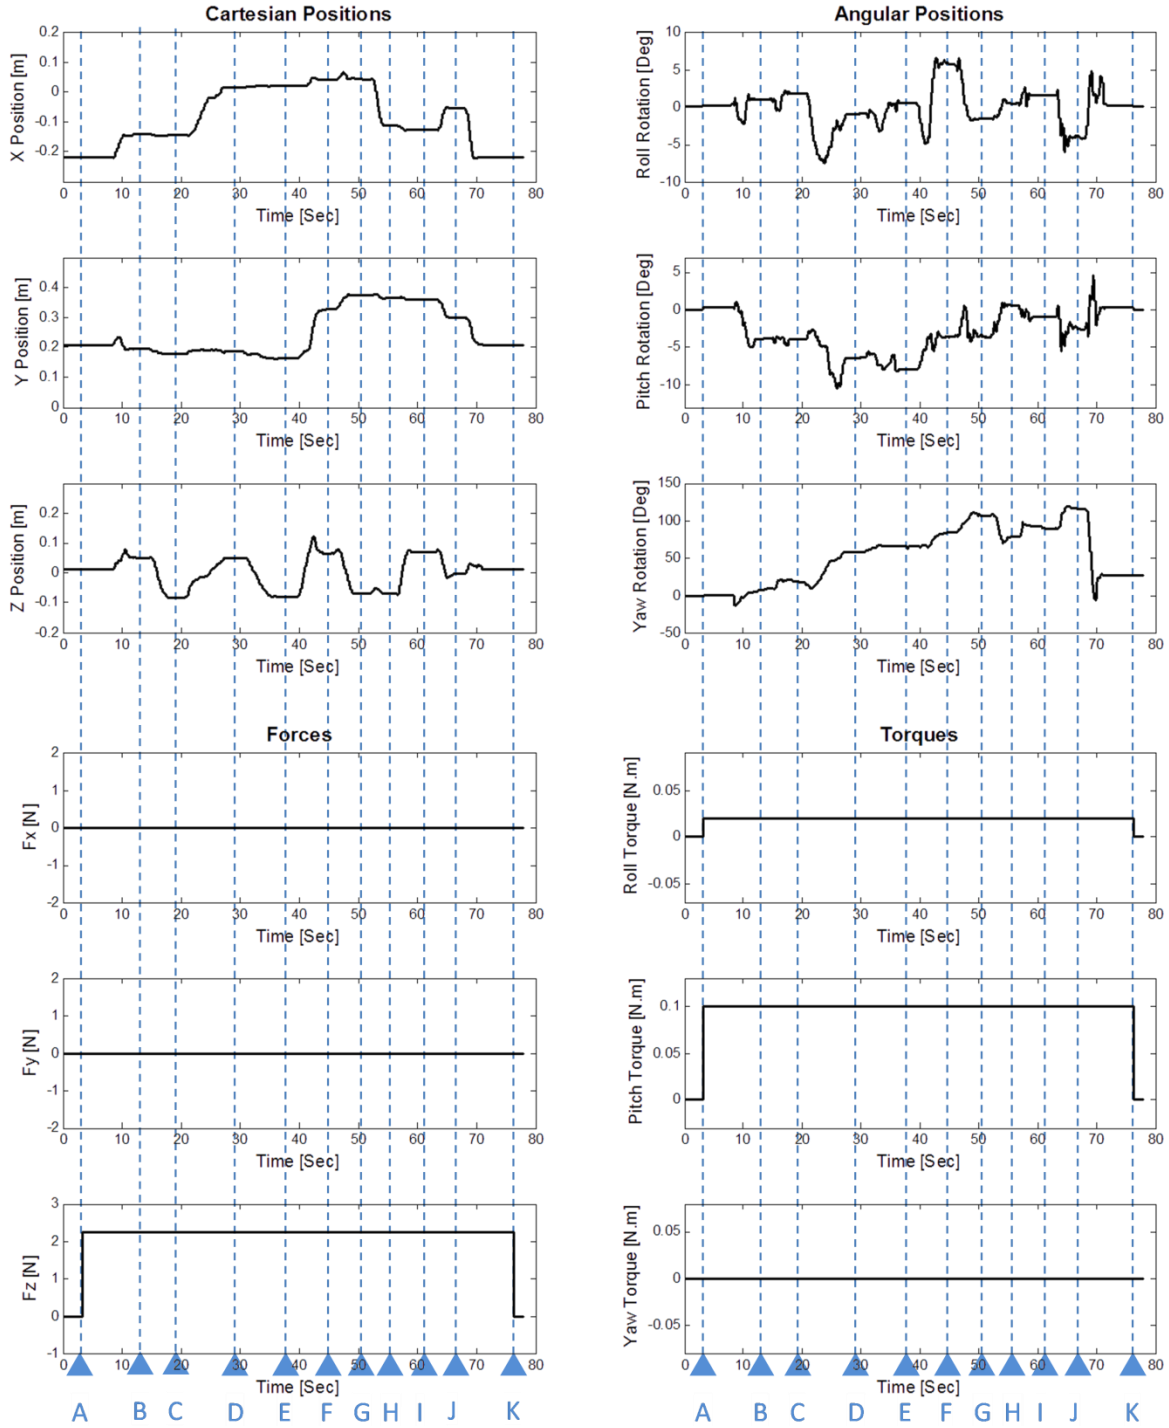 Cartesian Positions
Angular Positions
0.2
0.1
0
-0.1
-0.2
X Position [m]
0 10 20 30 40 50 60 70 80
Time [Sec]
10
5
0
-5
-10
Roll Rotation [Deg]
0 10 20 30 40 50 60 70 80
Time [Sec]
0.4
0.3
0.2
0.1
0
Y Position [m]
0 10 20 30 40 50 60 70 80
Time [Sec]
5
0
-5
-10
Pitch Rotation [Deg]
0 10 20 30 40 50 60 70 80
Time [Sec]
0.2
0.1
0
-0.1
-0.2
Z Position [m]
0 10 20 30 40 50 60 70 80
Time [Sec]
150
100
50
0
-50
Yaw Rotation [Deg]
0 10 20 30 40 50 60 70 80
Time [Sec]
Forces
Torques
2
1
0
-1
-2
Fx [N]
0 10 20 30 40 50 60 70 80
Time [Sec]
0.05
0
-0.05
Roll Torque [N.m]
0 10 20 30 40 50 60 70 80
Time [Sec]
2
1
0
-1
-2
Fy [N]
0 10 20 30 40 50 60 70 80
Time [Sec]
0.1
0.05
0
Pitch Torque [N.m]
0 10 20 30 40 50 60 70 80
Time [Sec]
3
2
1
0
-1
Fz [N]
0 10 20 30 40 50 60 70 80
Time [Sec]
0.05
0
-0.05
Yaw Torque [N.m]
0 10 20 30 40 50 60 70 80
Time [Sec]
A B C D E F G H I J K
A B C D E F G H I J K